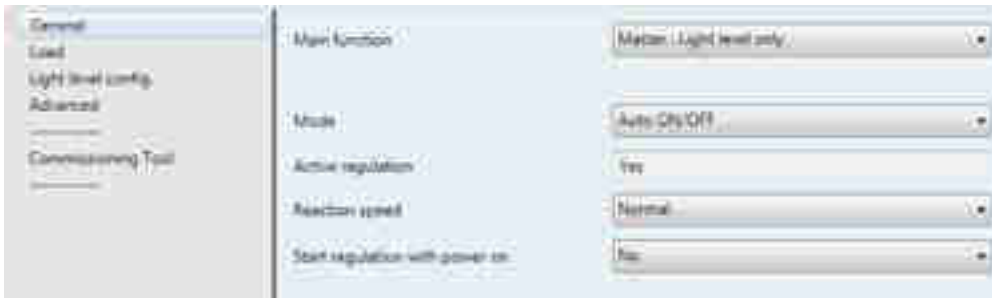 General
Load
Light level config.
Advanced
Commissioning Tool
Main function
Master - Light level only
Mode
Auto ON/OFF
Active regulation
Yes
Reaction speed
Normal
Start regulation with power on
No